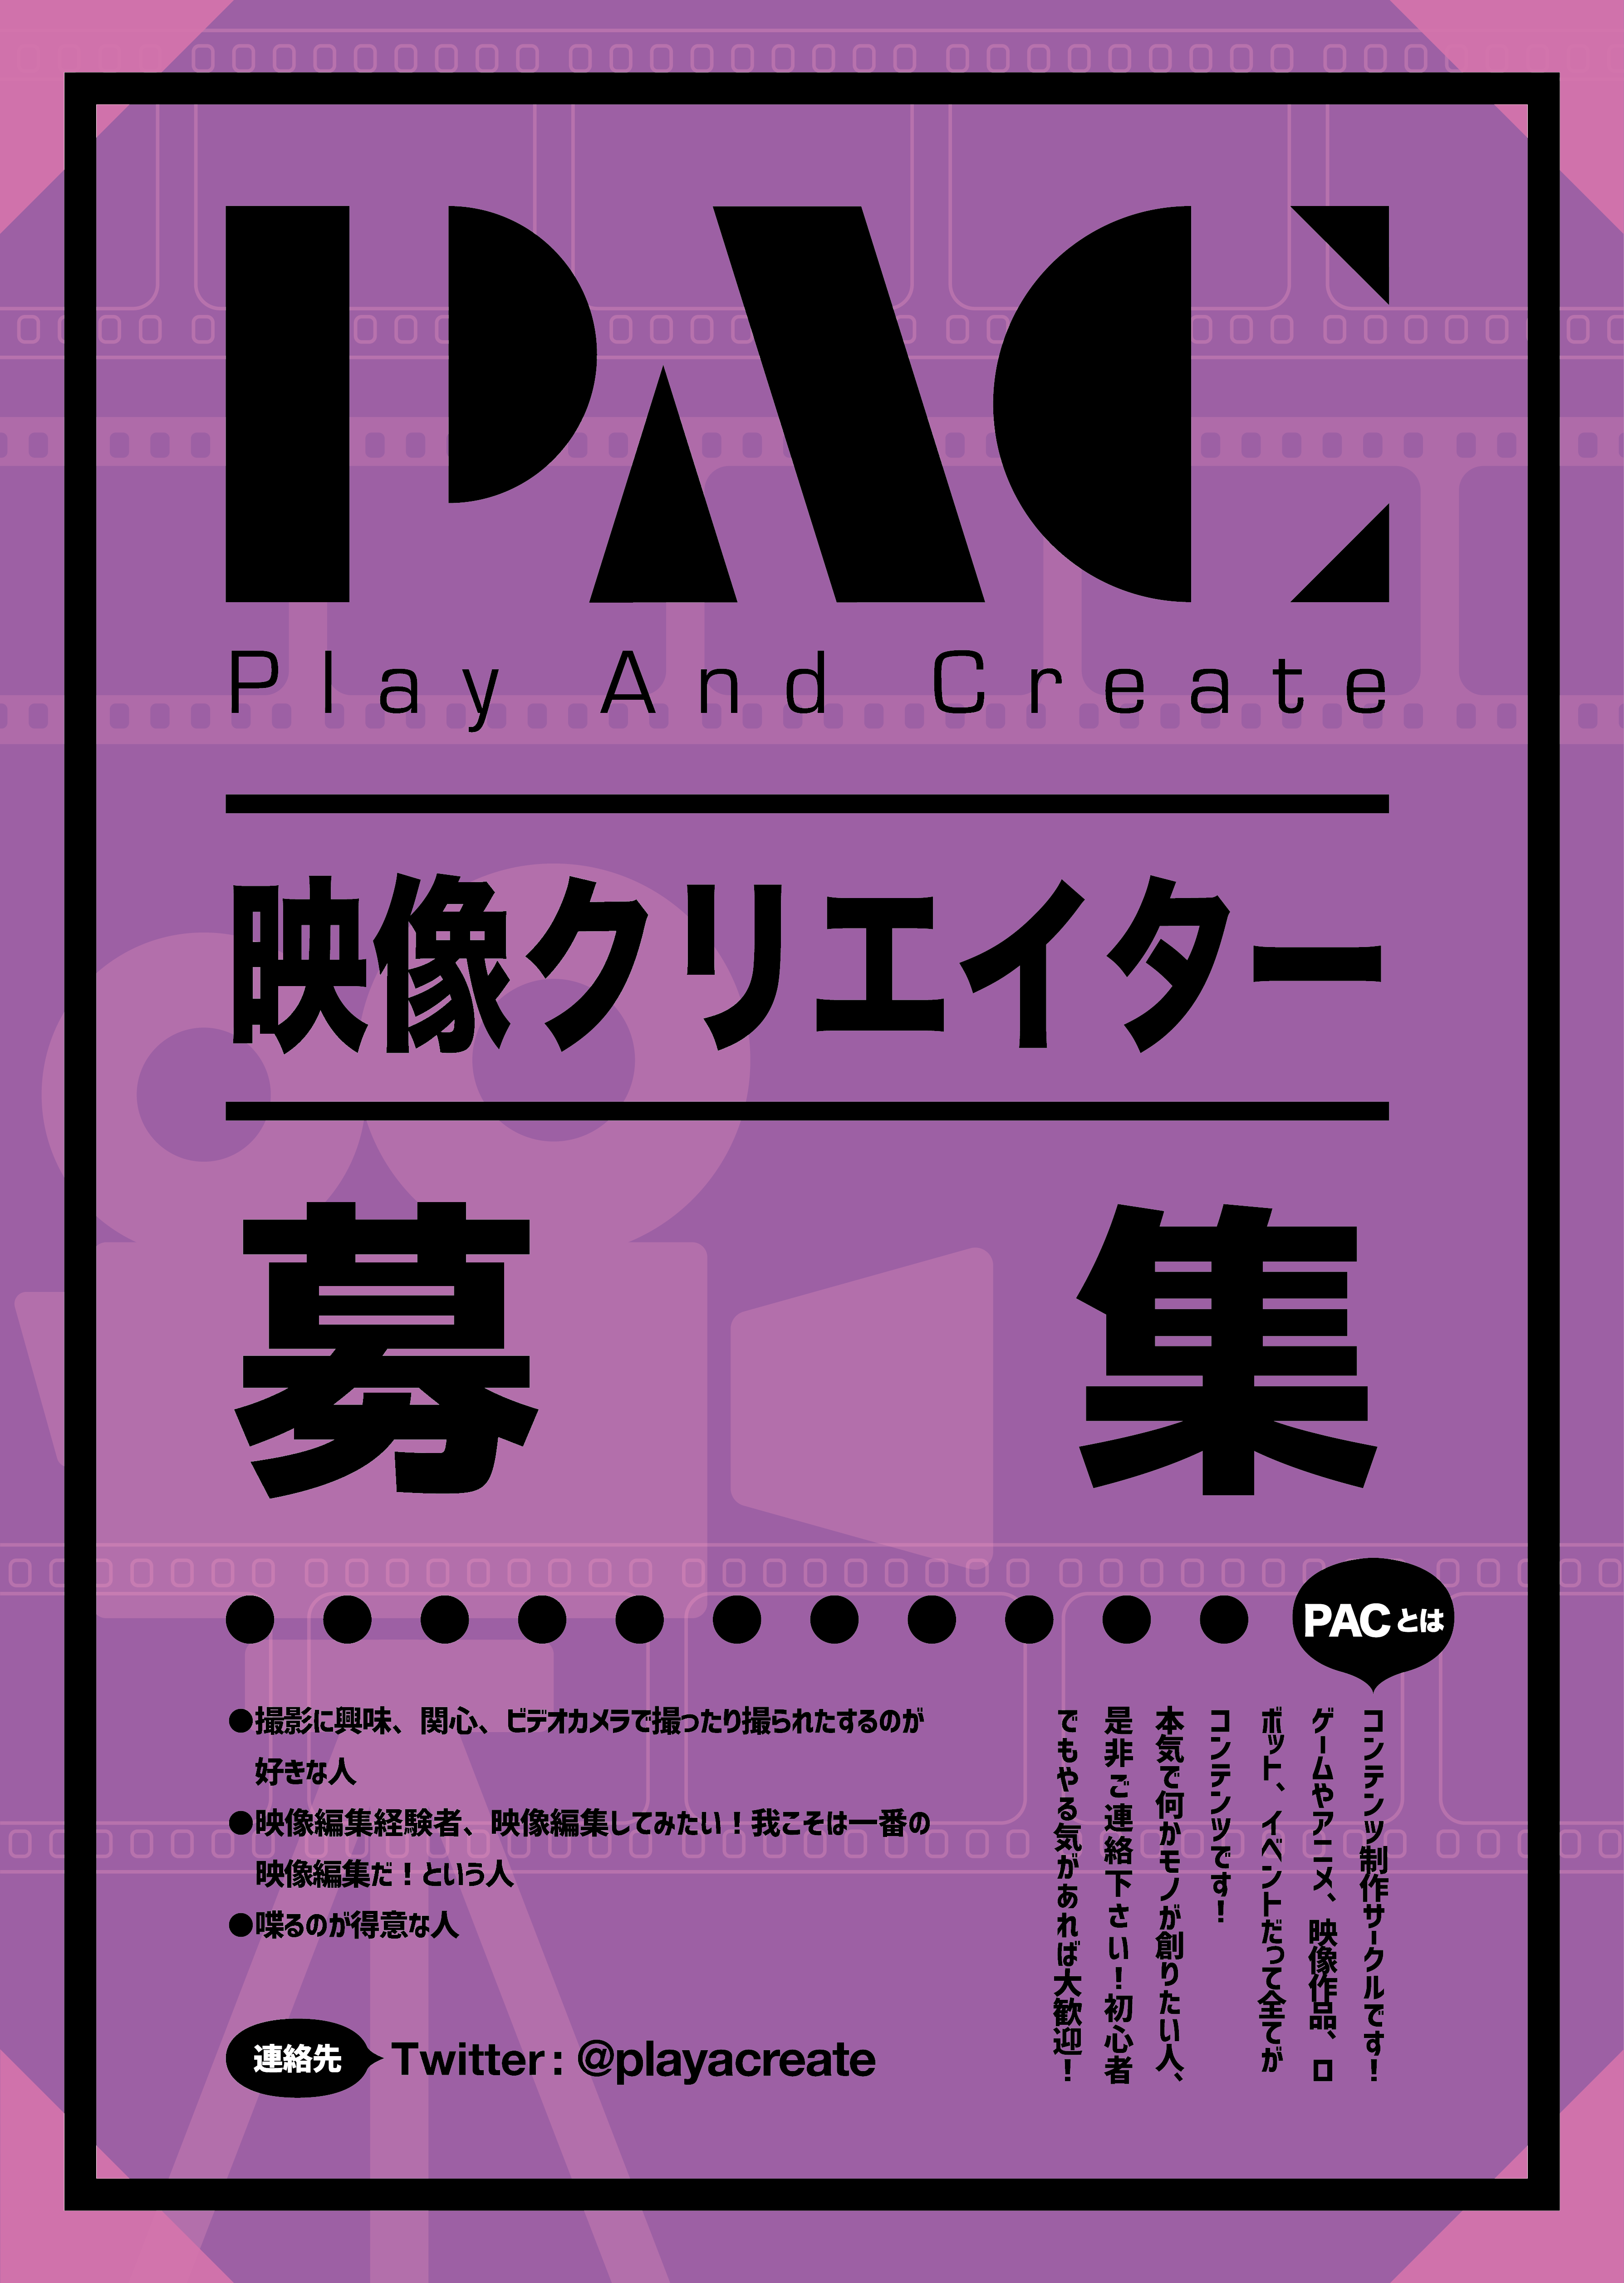 PAC
Play And Create
映像クリエイター
募集
●撮影に興味、関心、ビデオカメラで撮ったり撮られたするのが
好きな人
●映像編集経験者、映像編集してみたい！我こそは一番の
映像編集だ！という人
●喋るのが得意な人
連絡先 Twitter: @playacreate
PACとは
コンテンツ制作サークルです！
ゲームやアニメ、映像作品、ロ
ボット、イベントだって全てが
コンテンツです！
本気で何かモノが創りたい人、
是非ご連絡下さい！初心者
でもやる気があれば大歓迎！